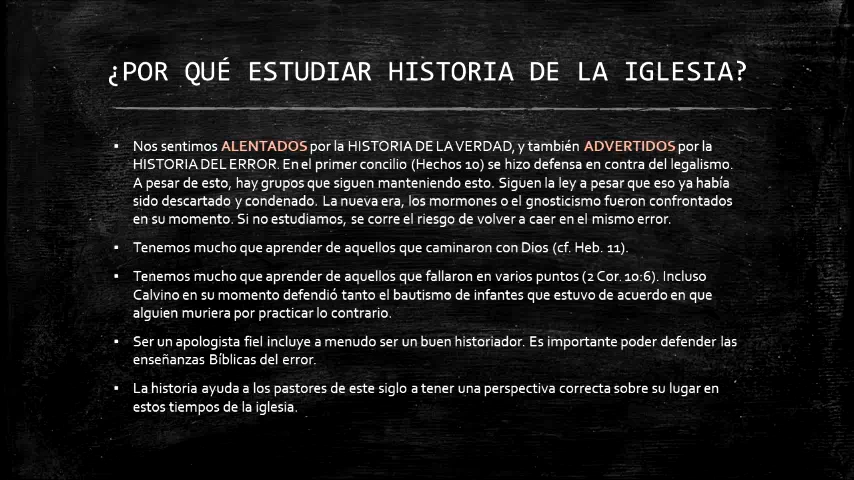 ¿POR QUÉ ESTUDIAR HISTORIA DE LA IGLESIA?
▪ Nos sentimos ALENTADOS por la HISTORIA DE LA VERDAD, y también ADVERTIDOS por la
HISTORIA DEL ERROR. En el primer concilio (Hechos 10) se hizo defensa en contra del legalismo.
A pesar de esto, hay grupos que siguen manteniendo esto. Siguen la ley a pesar que eso ya había
sido descartado y condenado. La nueva era, los mormones o el gnosticismo fueron confrontados
en su momento. Si no estudiamos, se corre el riesgo de volver a caer en el mismo error.
▪ Tenemos mucho que aprender de aquellos que caminaron con Dios (cf. Heb. 11).
▪ Tenemos mucho que aprender de aquellos que fallaron en varios puntos (2 Cor. 10:6). Incluso
Calvino en su momento defendió tanto el bautismo de infantes que estuvo de acuerdo en que
alguien muriera por practicar lo contrario.
▪ Ser un apologista fiel incluye a menudo ser un buen historiador. Es importante poder defender las
enseñanzas Bíblicas del error.
▪ La historia ayuda a los pastores de este siglo a tener una perspectiva correcta sobre su lugar en
estos tiempos de la iglesia.